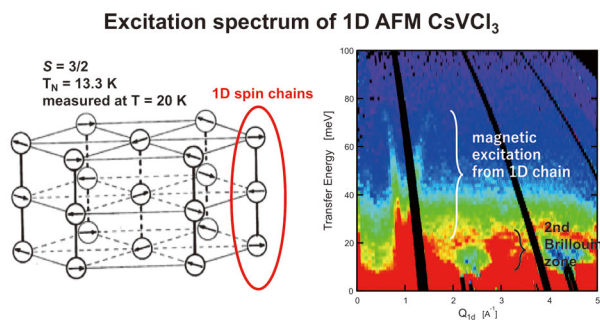 Excitation spectrum of 1D AFM CsVCl₃
S = 3/2
T_N = 13.3 K
measured at T = 20 K
1D spin chains
Transfer Energy [meV]
100
80
60
40
20
0
magnetic
excitation
from 1D chain
2nd
Brillouin
zone
0 1 2 3 4 5
Q_1d [A⁻¹]